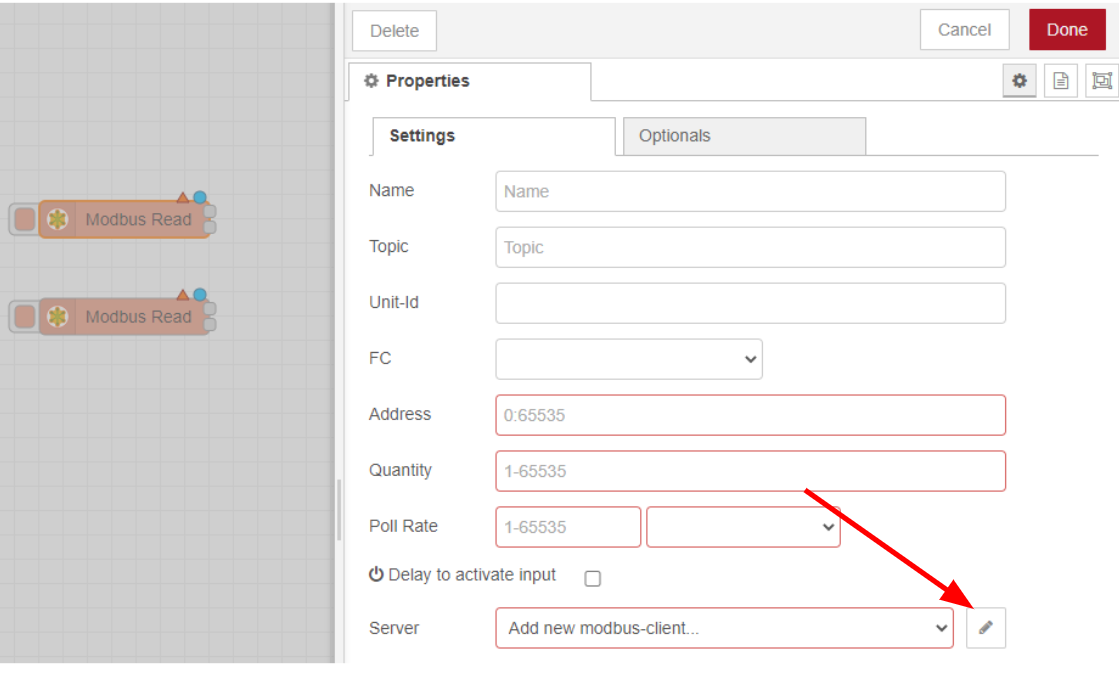 Delete
Cancel
Done
Properties
Settings
Optionals
Name
Name
Topic
Topic
Unit-Id
FC
Address
0:65535
Quantity
1-65535
Poll Rate
1-65535
Delay to activate input
Server
Add new modbus-client...
Modbus Read
Modbus Read